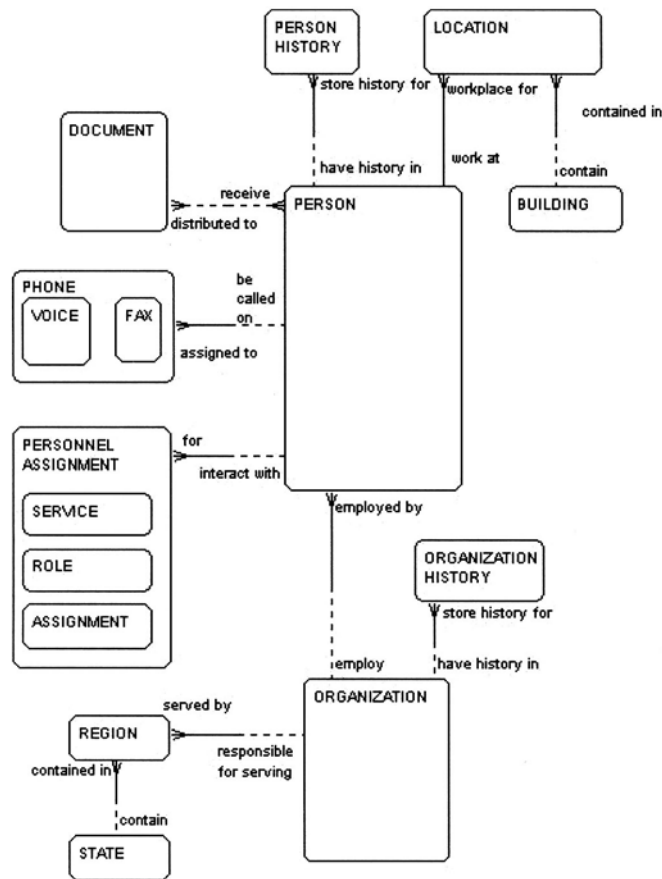 PERSON
HISTORY
LOCATION
store history for
workplace for
contained in
DOCUMENT
have history in
work at
contain
receive
distributed to
PERSON
BUILDING
PHONE
VOICE
FAX
be
called
on
assigned to
PERSONNEL
ASSIGNMENT
for
interact with
SERVICE
ROLE
ASSIGNMENT
employed by
ORGANIZATION
HISTORY
store history for
employ
have history in
served by
ORGANIZATION
REGION
responsible
for serving
contained in
contain
STATE